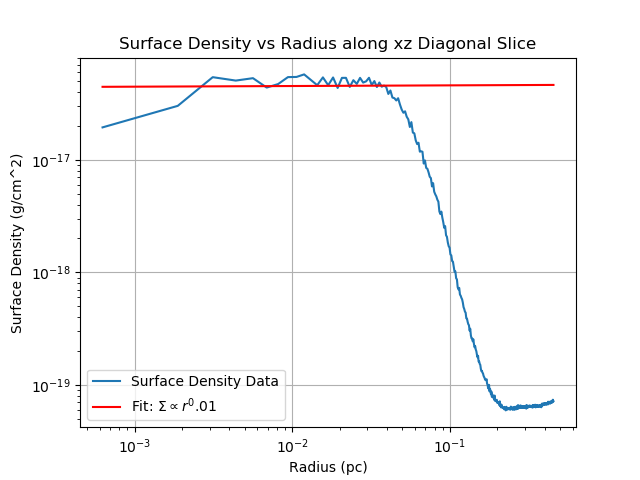 Surface Density vs Radius along xz Diagonal Slice
Surface Density (g/cm^2)
10⁻¹⁷
10⁻¹⁸
10⁻¹⁹
Surface Density Data
Fit: Σ ∝ r⁰.01
10⁻³
10⁻²
10⁻¹
Radius (pc)